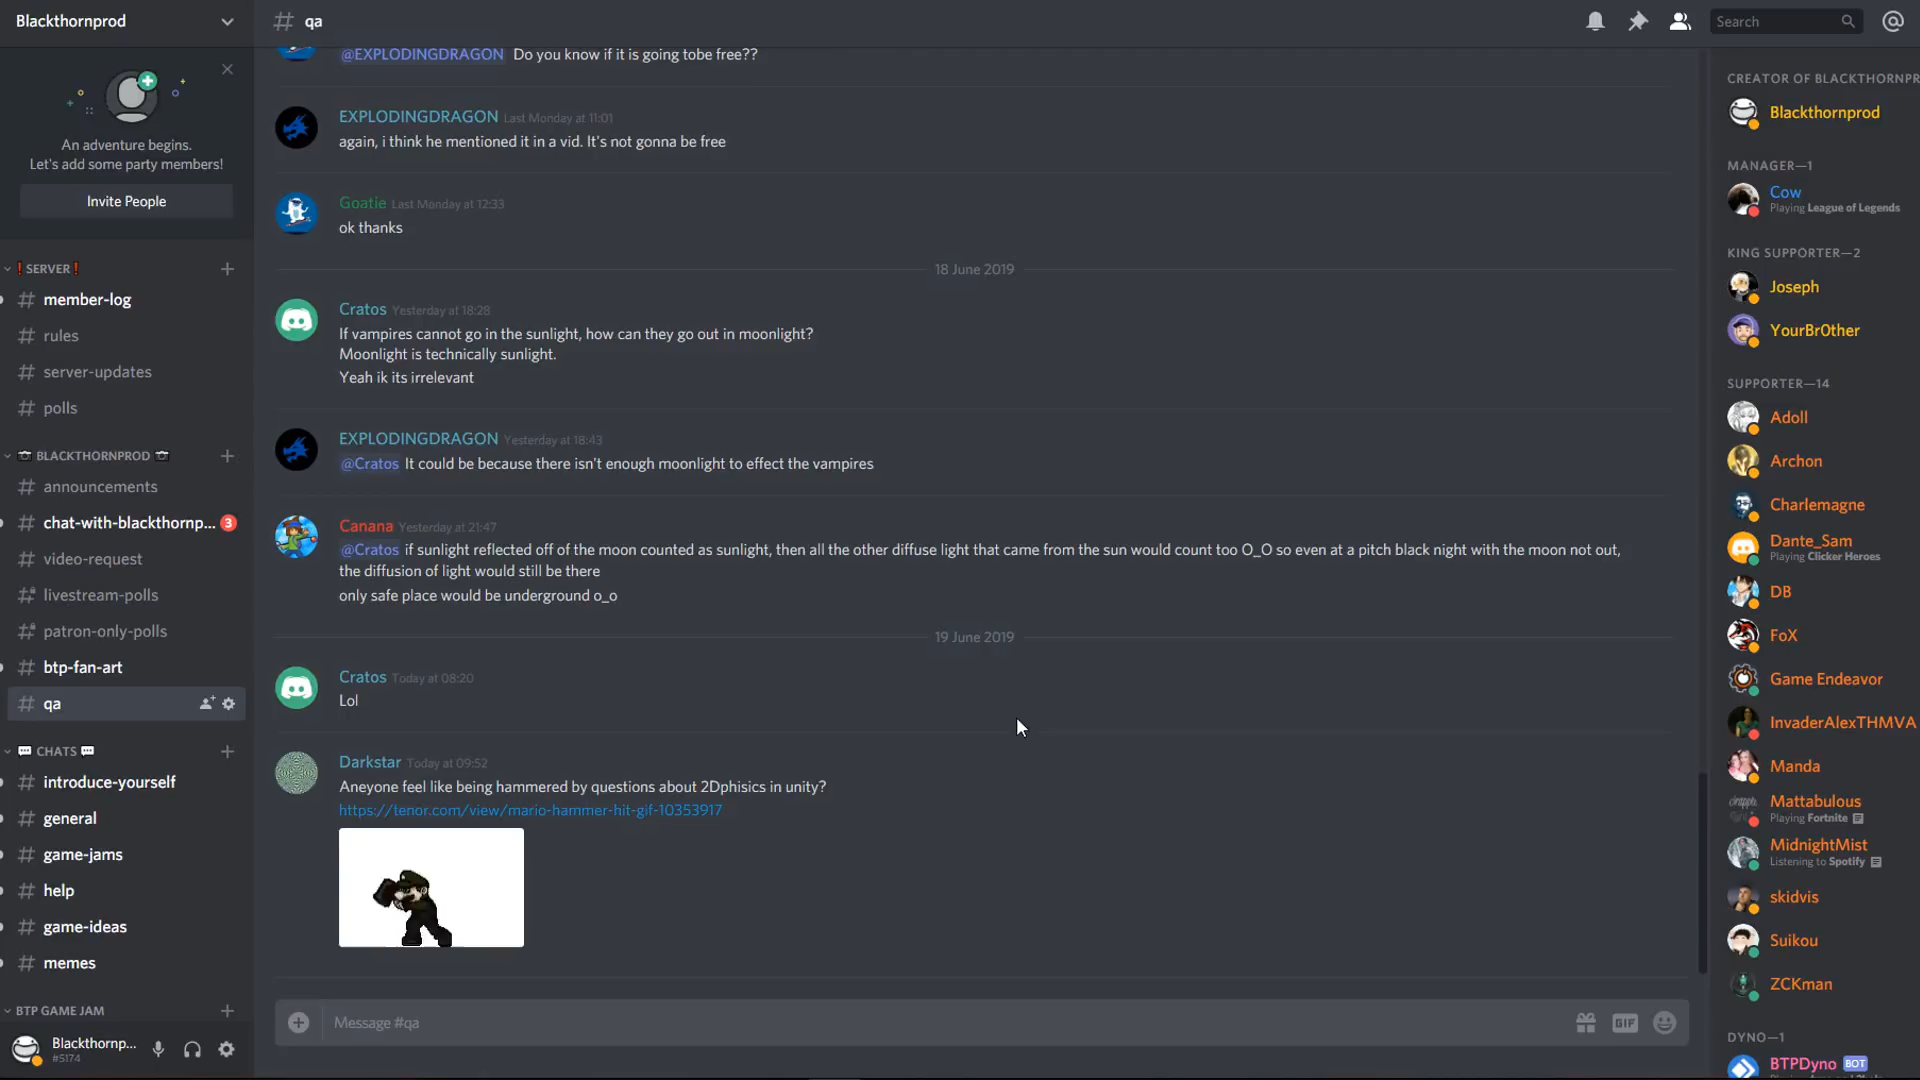 Blackthornprod
An adventure begins.
Let's add some party members!
Invite People
SERVER
member-log
rules
server-updates
polls
BLACKTHORNPROD
announcements
chat-with-blackthornp... 3
video-request
livestream-polls
patron-only-polls
btp-fan-art
qa
CHATS
introduce-yourself
general
game-jams
help
game-ideas
memes
BTP GAME JAM
Blackthornp...
#5174
# qa
Search
@EXPLODINGDRAGON Do you know if it is going tobe free??
EXPLODINGDRAGON Last Monday at 11:01
again, i think he mentioned it in a vid. It's not gonna be free
Goatie Last Monday at 12:33
ok thanks
18 June 2019
Cratos Yesterday at 18:28
If vampires cannot go in the sunlight, how can they go out in moonlight?
Moonlight is technically sunlight.
Yeah ik its irrelevant
EXPLODINGDRAGON Yesterday at 18:43
@Cratos It could be because there isn't enough moonlight to effect the vampires
Canana Yesterday at 21:47
@Cratos if sunlight reflected off of the moon counted as sunlight, then all the other diffuse light that came from the sun would count too O_O so even at a pitch black night with the moon not out,
the diffusion of light would still be there
only safe place would be underground o_o
19 June 2019
Cratos Today at 08:20
Lol
Darkstar Today at 09:52
Aneyone feel like being hammered by questions about 2Dphisics in unity?
https://tenor.com/view/mario-hammer-hit-gif-10353917
Message #qa
GIF
CREATOR OF BLACKTHORNPR
Blackthornprod
MANAGER—1
Cow
Playing League of Legends
KING SUPPORTER—2
Joseph
YourBr0ther
SUPPORTER—14
Adoll
Archon
Charlemagne
Dante_Sam
Playing Clicker Heroes
DB
FoX
Game Endeavor
InvaderAlexTHMVA
Manda
Mattabulous
Playing Fortnite
MidnightMist
Listening to Spotify
skidvis
Suikou
ZCKman
DYNO—1
BTPDyno BOT